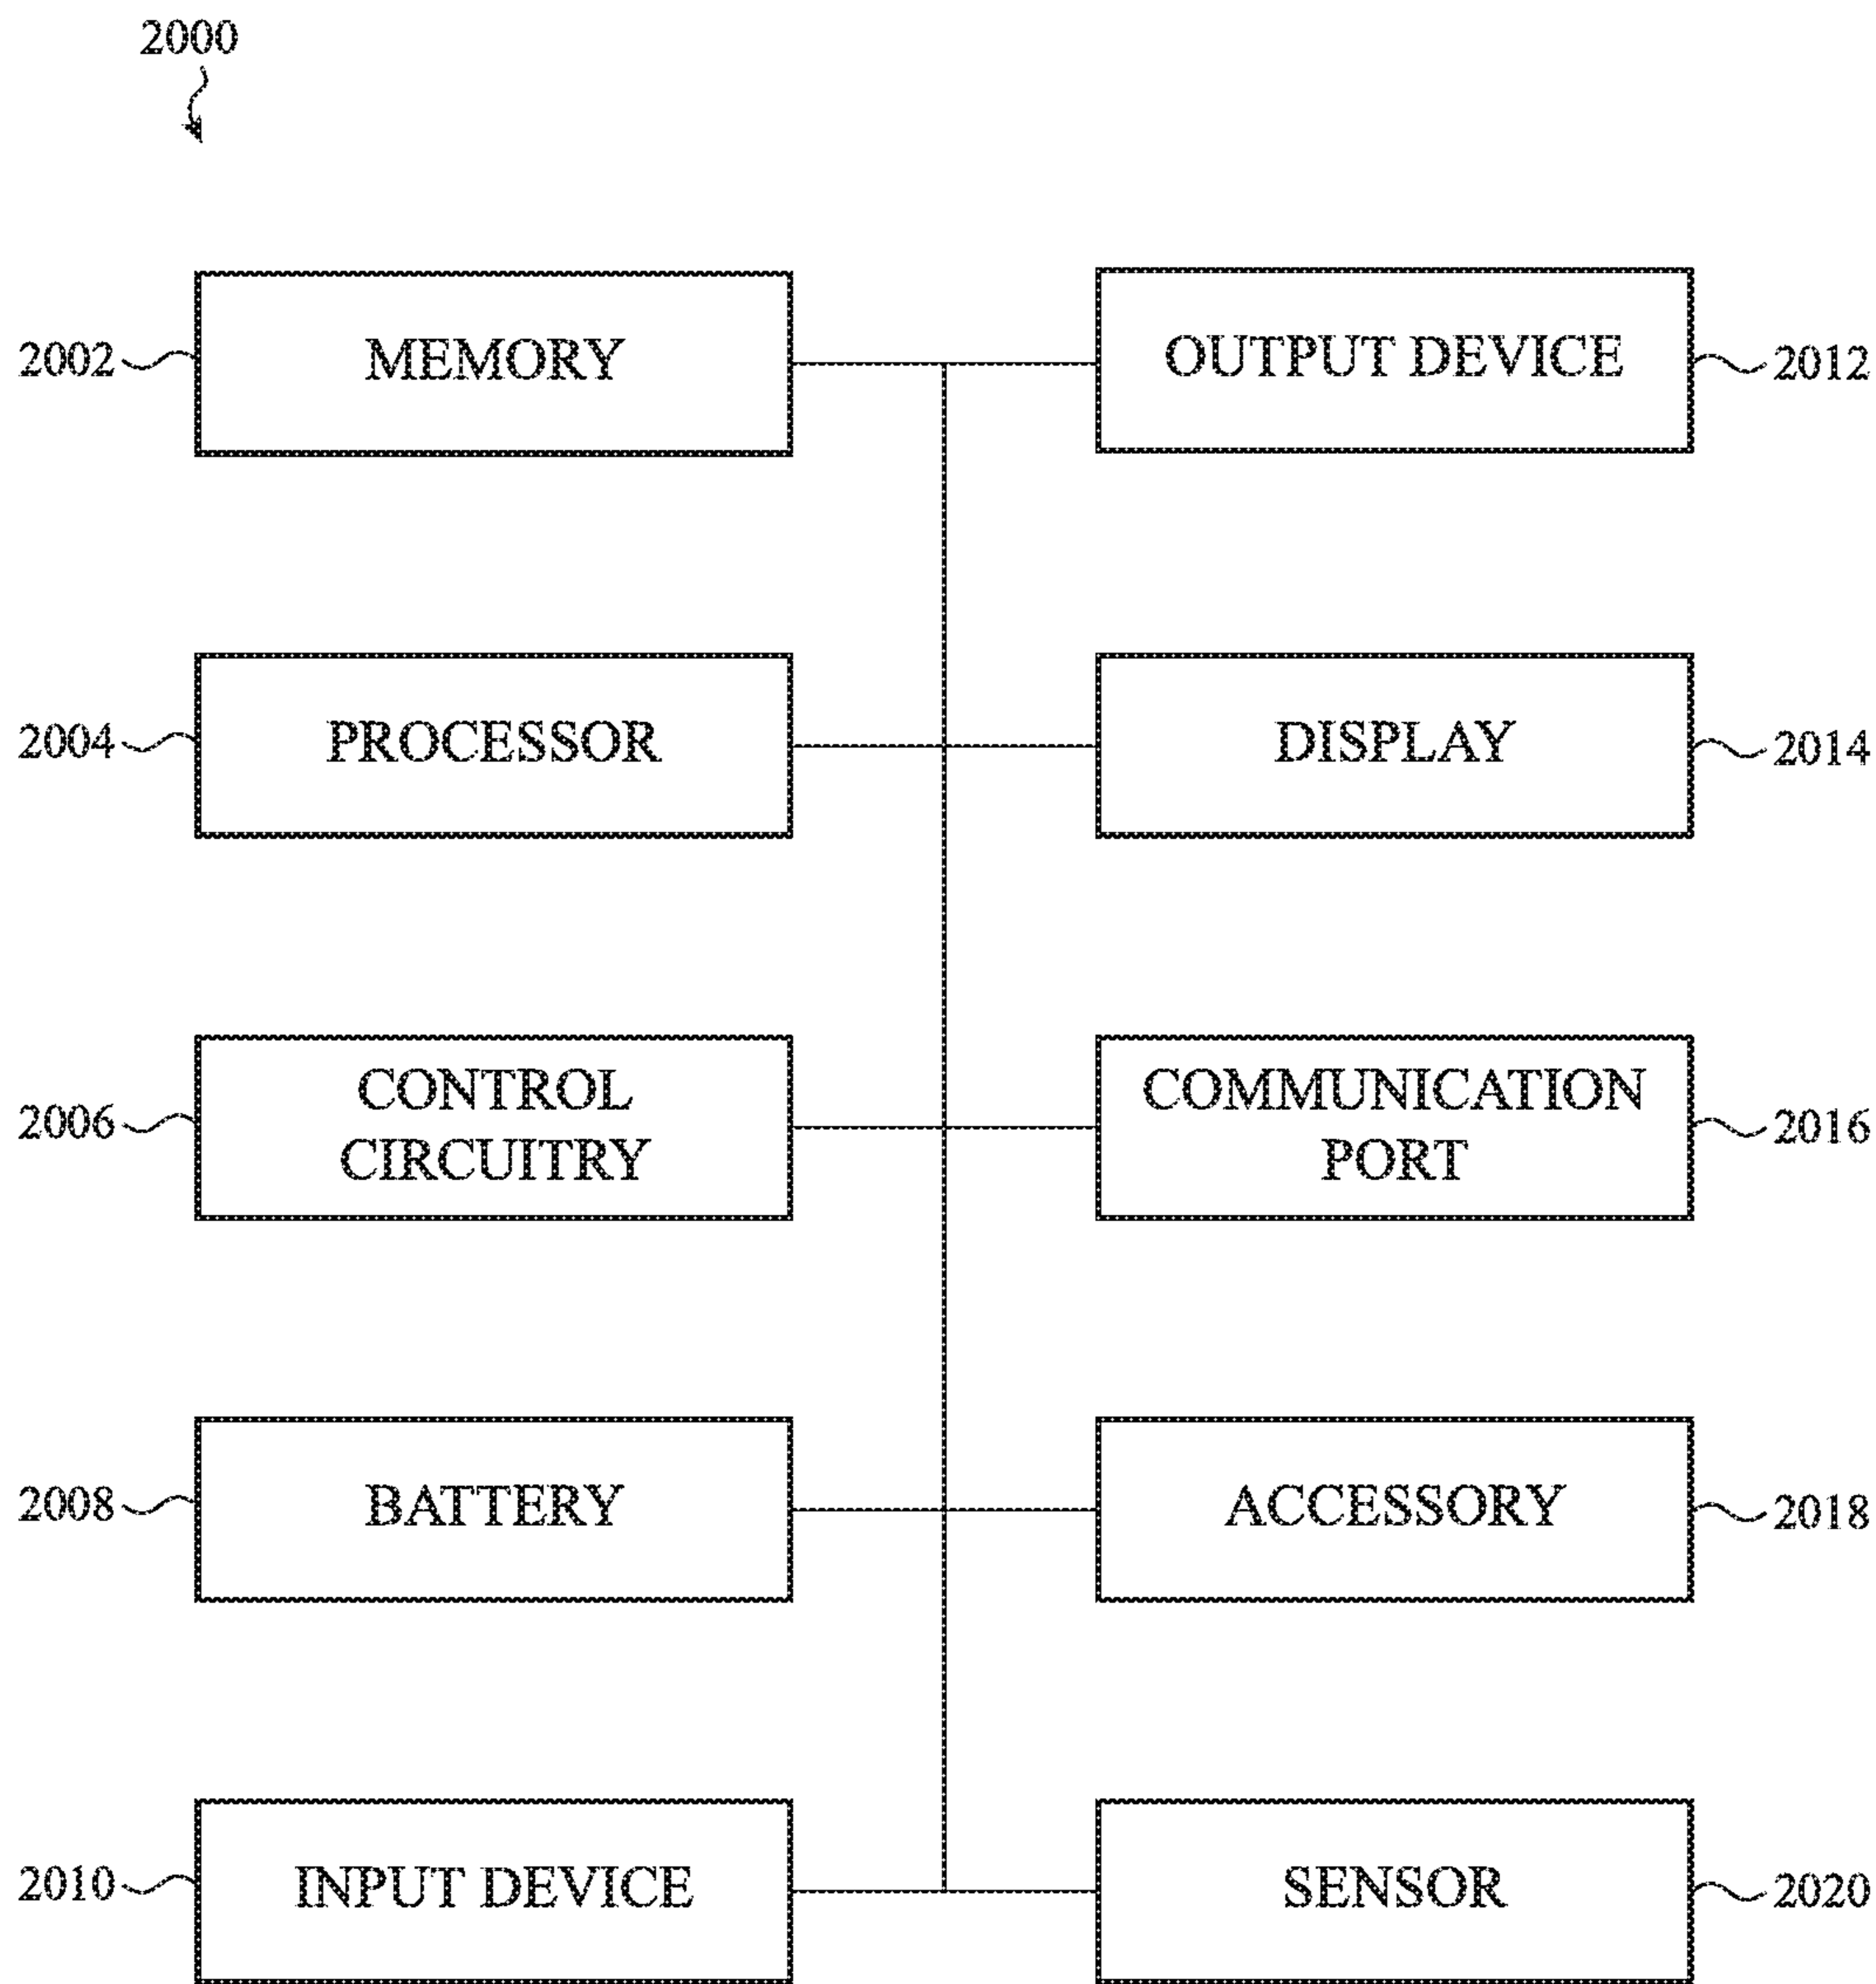 2000
2002
MEMORY
OUTPUT DEVICE
2012
2004
PROCESSOR
DISPLAY
2014
2006
CONTROL
CIRCUITRY
COMMUNICATION
PORT
2016
2008
BATTERY
ACCESSORY
2018
2010
INPUT DEVICE
SENSOR
2020